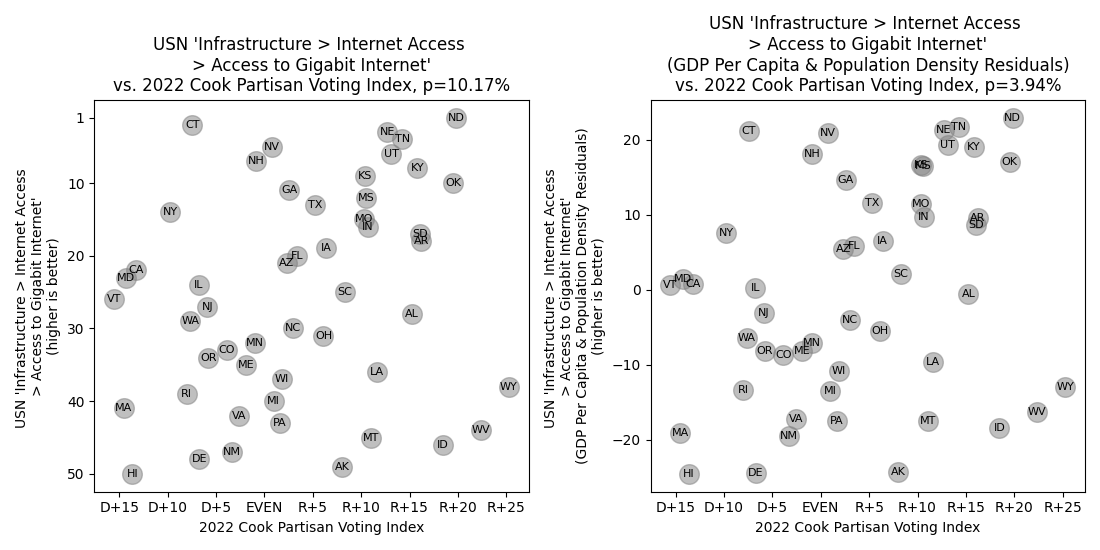 USN 'Infrastructure > Internet Access
> Access to Gigabit Internet'
vs. 2022 Cook Partisan Voting Index, p=10.17%
USN 'Infrastructure > Internet Access
> Access to Gigabit Internet'
(higher is better)
1
10
20
30
40
50
ND
CT
NE
TN
NV
UT
NH
KY
KS
OK
GA
MS
TX
NY
MO
IN
SD
AR
IA
FL
AZ
CA
MD
IL
SC
VT
NJ
AL
WA
NC
OH
MN
CO
OR
ME
LA
WI
WY
RI
MI
MA
VA
PA
WV
MT
ID
NM
DE
AK
HI
D+15
D+10
D+5
EVEN
R+5
R+10
R+15
R+20
R+25
2022 Cook Partisan Voting Index
USN 'Infrastructure > Internet Access
> Access to Gigabit Internet'
(GDP Per Capita & Population Density Residuals)
vs. 2022 Cook Partisan Voting Index, p=3.94%
USN 'Infrastructure > Internet Access
> Access to Gigabit Internet'
(GDP Per Capita & Population Density Residuals)
(higher is better)
20
10
0
−10
−20
ND
TN
NE
CT
NV
UT
KY
NH
OK
MS
GA
TX
MO
IN
AR
SD
NY
IA
FL
AZ
SC
MD
CA
VT
IL
AL
NJ
NC
OH
WA
MN
ME
OR
CO
LA
WI
WY
RI
MI
WV
VA
PA
MT
ID
MA
NM
AK
DE
HI
D+15
D+10
D+5
EVEN
R+5
R+10
R+15
R+20
R+25
2022 Cook Partisan Voting Index